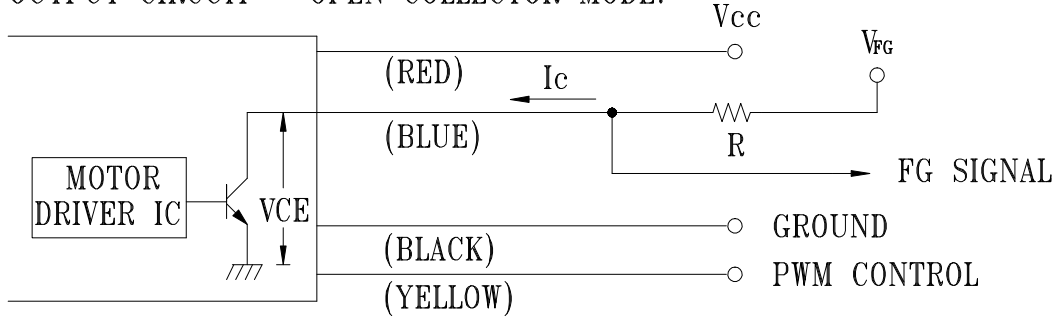 OUTPUT CIRCUIT - OPEN COLLECTOR MODE:
Vcc
VFG
(RED)
Ic
(BLUE)
R
MOTOR
DRIVER IC
VCE
FG SIGNAL
(BLACK)
GROUND
(YELLOW)
PWM CONTROL